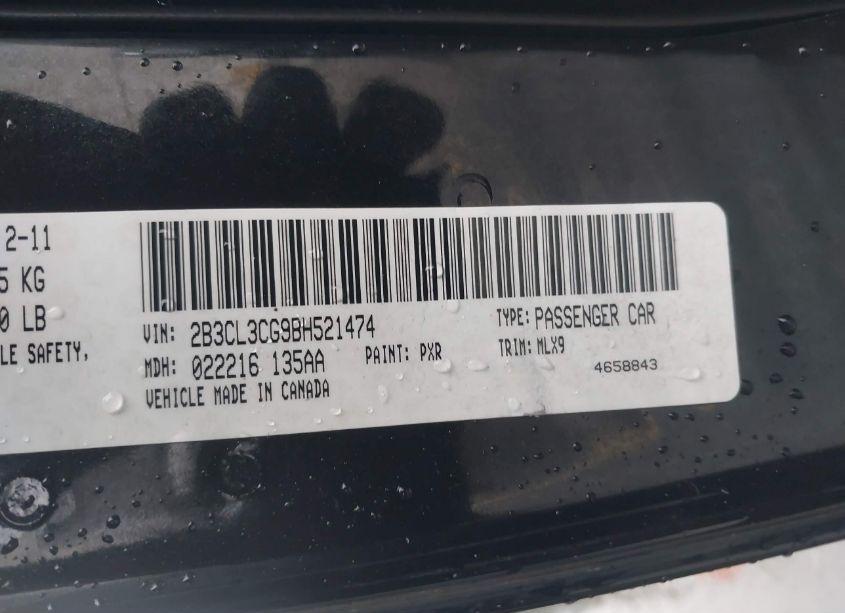 2-11
5 KG
0 LB
LE SAFETY,
VIN: 2B3CL3CG9BH521474
TYPE: PASSENGER CAR
MDH: 022216 135AA
PAINT: PXR
TRIM: MLX9
VEHICLE MADE IN CANADA
4658843